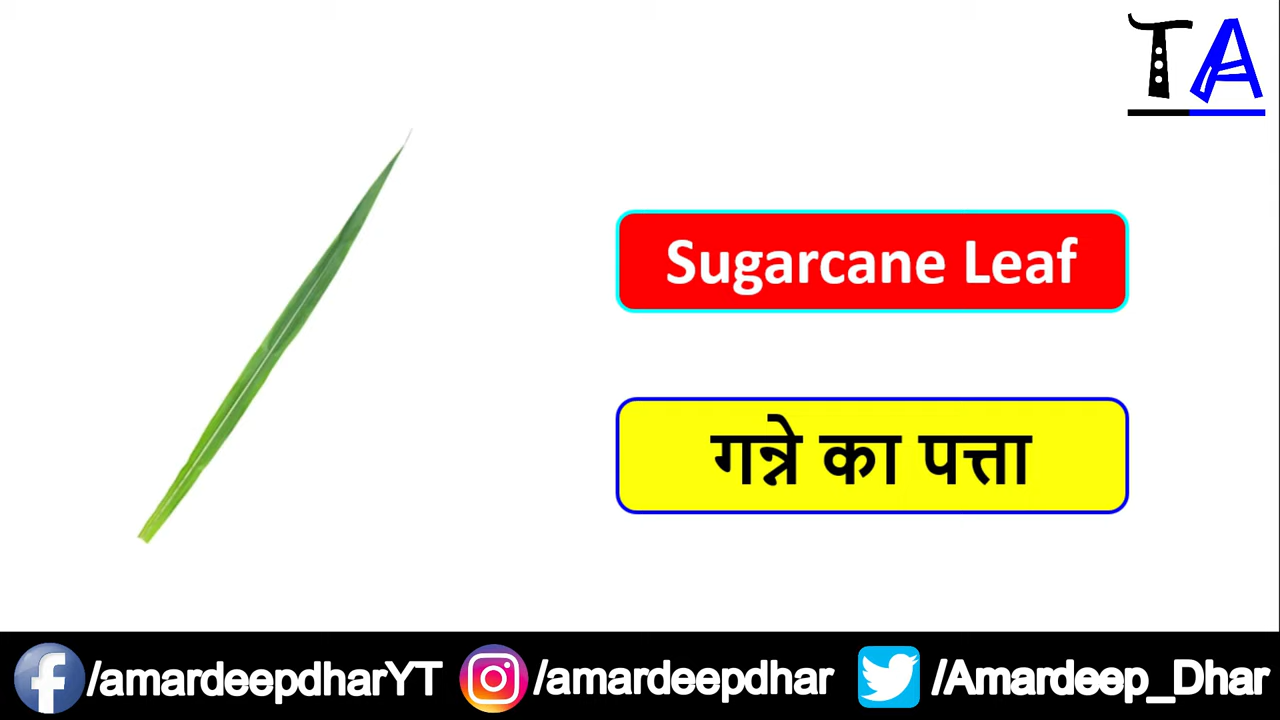 TA
Sugarcane Leaf
गन्ने का पत्ता
/amardeepdharYT /amardeepdhar /Amardeep_Dhar